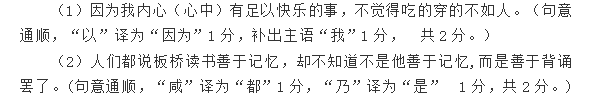 （1）因为我内心（心中）有足以快乐的事，不觉得吃的穿的不如人。（句意
通顺，“以”译为“因为”1分，补出主语“我”1分， 共2分。）
（2）人们都说板桥读书善于记忆，却不知道不是他善于记忆,而是善于背诵
罢了。(句意通顺，“咸”译为“都”1分，“乃”译为“是” 1分，共2分。）